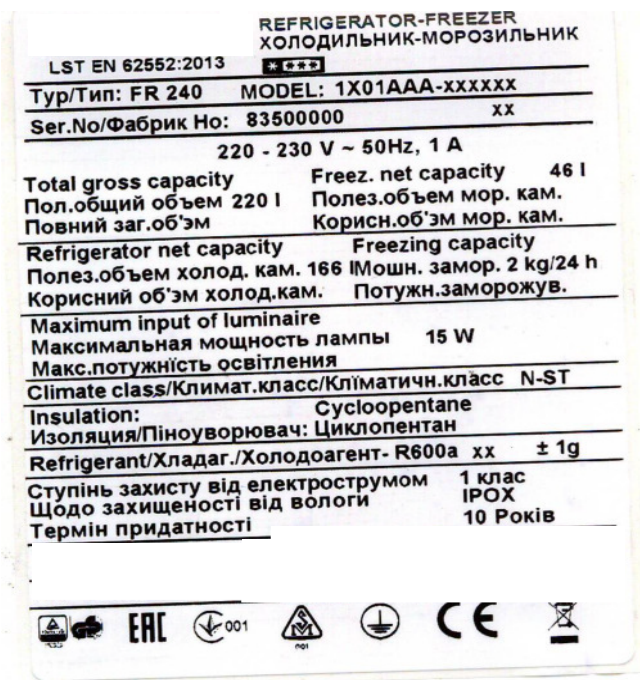 REFRIGERATOR-FREEZER
ХОЛОДИЛЬНИК-МОРОЗИЛЬНИК
LST EN 62552:2013
Typ/Тип: FR 240 MODEL: 1X01AAA-xxxxxx
Ser.No/Фабрик Но: 83500000 xx
220 - 230 V ~ 50Hz, 1 A
Total gross capacity Freez. net capacity 46 l
Пол.общий объем 220 l Полез.объем мор. кам.
Повний заг.об'эм Корисн.об'эм мор. кам.
Refrigerator net capacity Freezing capacity
Полез.объем холод. кам. 166 l Мошн. замор. 2 kg/24 h
Корисний об'эм холод.кам. Потужн.заморожув.
Maximum input of luminaire
Максимальная мощность лампы 15 W
Макс.потужнїсть освітлення
Climate class/Климат.класс/Клїматичн.класс N-ST
Insulation: Cycloopentane
Изоляция/Піноуворювач: Циклопентан
Refrigerant/Хладаг./Холодоагент- R600a xx ± 1g
Ступінь захисту від електрострумом 1 клас
Щодо захищеності від вологи IPOX
Термін придатності 10 Років
EAC 001 001 CE